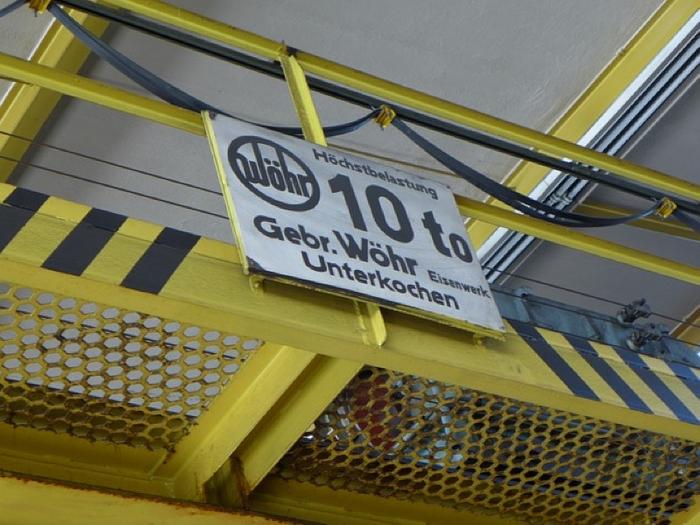 wöhr
Höchstbelastung
10 to
Gebr. Wöhr Eisenwerk
Unterkochen